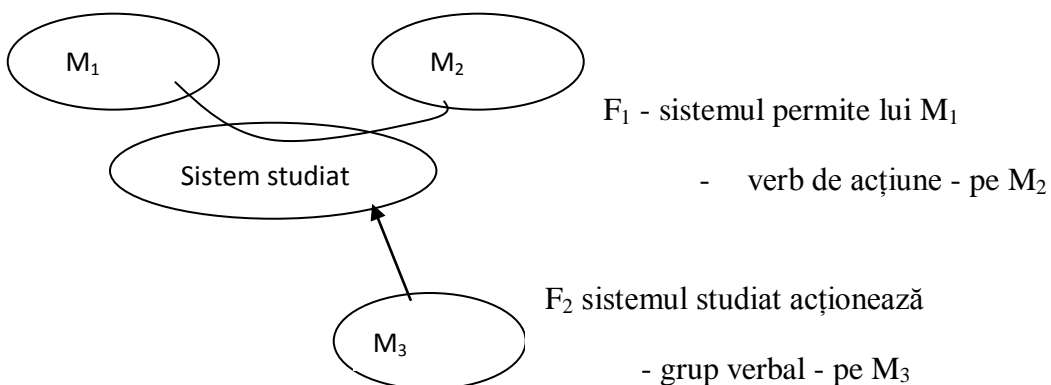 M₁
M₂
F₁ - sistemul permite lui M₁
Sistem studiat
- verb de acțiune - pe M₂
F₂ sistemul studiat acționează
M₃
- grup verbal - pe M₃